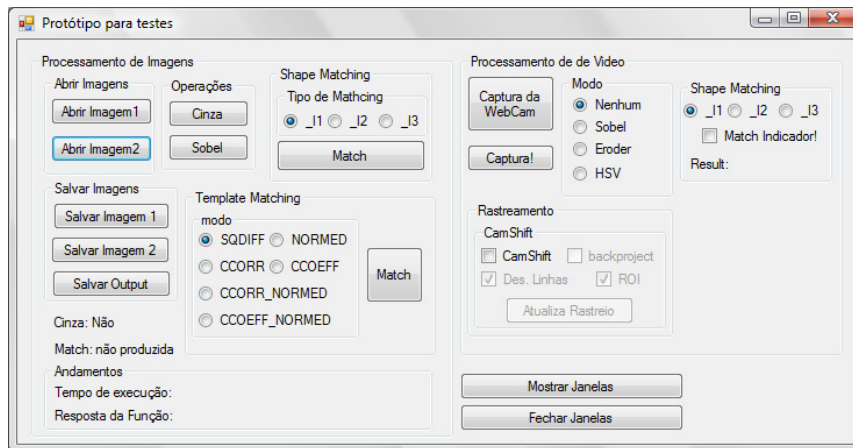 Protótipo para testes
Processamento de Imagens
Abrir Imagens
Abrir Imagem1
Abrir Imagem2
Operações
Cinza
Sobel
Shape Matching
Tipo de Mathcing
_I1 _I2 _I3
Match
Salvar Imagens
Salvar Imagem 1
Salvar Imagem 2
Salvar Output
Template Matching
modo
SQDIFF NORMED
CCORR CCOEFF
CCORR_NORMED
CCOEFF_NORMED
Match
Cinza: Não
Match: não produzida
Andamentos
Tempo de execução:
Resposta da Função:
Processamento de de Video
Captura da
WebCam
Captura!
Modo
Nenhum
Sobel
Eroder
HSV
Shape Matching
_I1 _I2 _I3
Match Indicador!
Result:
Rastreamento
CamShift
CamShift backproject
Des. Linhas ROI
Atualiza Rastreio
Mostrar Janelas
Fechar Janelas